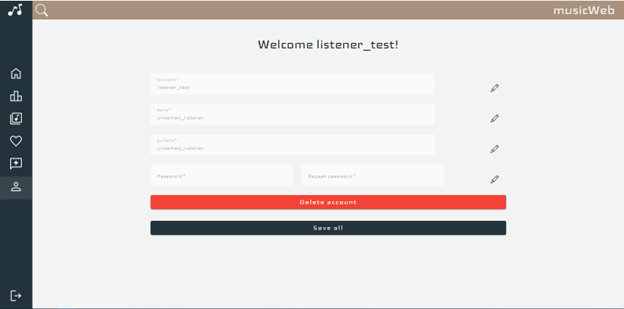 musicWeb
Welcome listener_test!
Nickname*
listener_test
Name*
unnamed_listener
Surname*
unnamed_listener
Password*
Repeat password*
Delete account
Save all